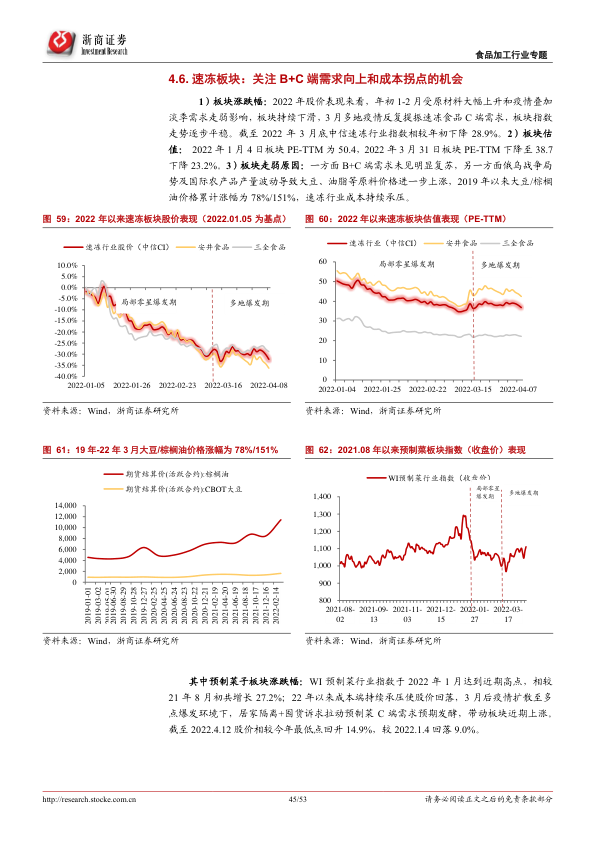 浙商证券
Investment Research
食品加工行业专题
4.6. 速冻板块：关注 B+C 端需求向上和成本拐点的机会
1）板块涨跌幅：2022 年股价表现来看，年初 1-2 月受原材料大幅上升和疫情叠加
淡季需求走弱影响，板块持续下滑，3 月多地疫情反复提振速冻食品 C 端需求，板块指数
走势逐步平稳。截至 2022 年 3 月底中信速冻行业指数相较年初下降 28.9%。2）板块估
值： 2022 年 1 月 4 日板块 PE-TTM 为 50.4，2022 年 3 月 31 日板块 PE-TTM 下降至 38.7
下降 23.2%。3）板块走弱原因：一方面 B+C 端需求未见明显复苏，另一方面俄乌战争局
势及国际农产品产量波动导致大豆、油脂等原料价格进一步上涨，2019 年以来大豆/棕榈
油价格累计涨幅为 78%/151%，速冻行业成本持续承压。
图 59：2022 年以来速冻板块股价表现（2022.01.05 为基点）
速冻行业股价（中信CI） 安井食品 三全食品
10.0%
5.0%
0.0%
-5.0%
-10.0%
-15.0%
-20.0%
-25.0%
-30.0%
-35.0%
-40.0%
局部零星爆发期 多地爆发期
2022-01-05 2022-01-26 2022-02-23 2022-03-16 2022-04-08
资料来源：Wind，浙商证券研究所
图 60：2022 年以来速冻板块估值表现（PE-TTM）
速冻行业（中信CI） 安井食品 三全食品
60
50
40
30
20
10
0
局部零星爆发期 多地爆发期
2022-01-04 2022-01-25 2022-02-22 2022-03-15 2022-04-07
资料来源：Wind，浙商证券研究所
图 61：19 年-22 年 3 月大豆/棕榈油价格涨幅为 78%/151%
期货结算价(活跃合约):棕榈油
期货结算价(活跃合约):CBOT大豆
14,000
12,000
10,000
8,000
6,000
4,000
2,000
0
2019-01-01 2019-03-02 2019-05-01 2019-06-30 2019-08-29 2019-10-28 2019-12-27 2020-02-25 2020-04-25 2020-06-24 2020-08-23 2020-10-22 2020-12-21 2021-02-19 2021-04-20 2021-06-19 2021-08-18 2021-10-17 2021-12-16 2022-02-14
资料来源：Wind，浙商证券研究所
图 62：2021.08 年以来预制菜板块指数（收盘价）表现
WI预制菜行业指数（收盘价）
局部零星
爆发期
多地爆发期
1,400
1,300
1,200
1,100
1,000
900
800
2021-08- 2021-09- 2021-11- 2021-12- 2022-01- 2022-03-
02 13 03 15 27 17
资料来源：Wind，浙商证券研究所
其中预制菜子板块涨跌幅：WI 预制菜行业指数于 2022 年 1 月达到近期高点，相较
21 年 8 月初共增长 27.2%；22 年以来成本端持续承压使股价回落，3 月后疫情扩散至多
点爆发环境下，居家隔离+囤货诉求拉动预制菜 C 端需求预期发酵，带动板块近期上涨。
截至 2022.4.12 股价相较今年最低点回升 14.9%，较 2022.1.4 回落 9.0%。
http://research.stocke.com.cn
45/53
请务必阅读正文之后的免责条款部分